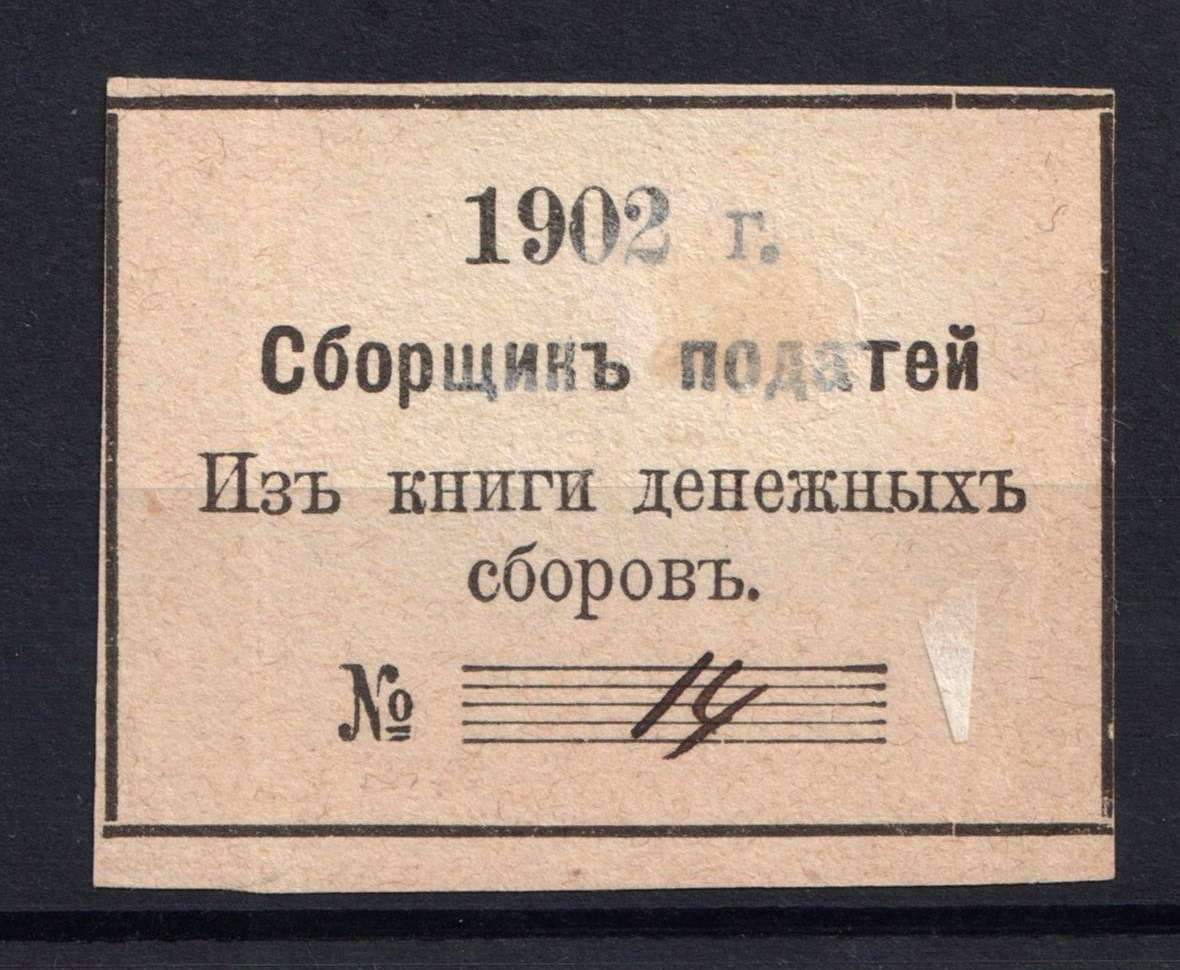 1902 г.
Сборщикъ податей
Изъ книги денежныхъ
сборовъ.
№ 14